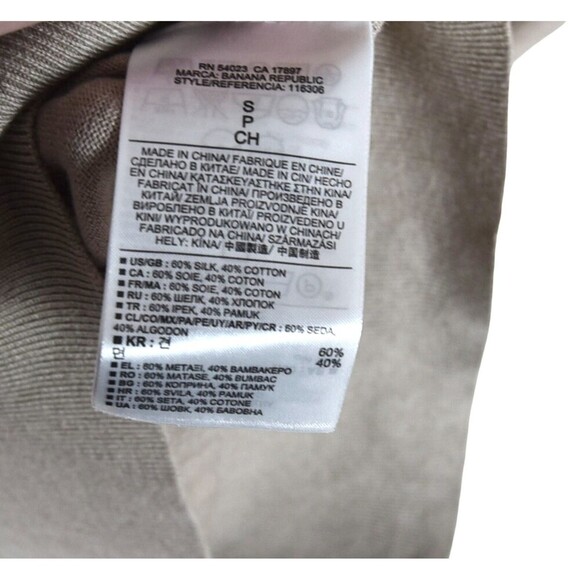 RN 54023 CA 17897
MARCA: BANANA REPUBLIC
STYLE/REFERENCIA: 116306
S
P
CH
MADE IN CHINA/ FABRIQUE EN CHINE/
СДЕЛАНО В КИТАЕ/ MADE IN CIN/ HECHO
EN CHINA/ ΚΑΤΑΣΚΕΥΑΣΤΗΚΕ ΣΤΗΝ ΚΙΝΑ/
FABRICAT ÎN CHINA/ ПРОИЗВЕДЕНО В
КИТАЙ/ ZEMLJA PROIZVODNJE KINA/
ВИРОБЛЕНО В КИТАЇ/ MADE IN/VENDI
KINI/ WYPRODUKOWANO W CHINACH/
FABRICADO NA CHINA/ SZÁRMAZÁSI
HELY: KÍNA/ 中國製造/ 中国制造
■ US/GB : 60% SILK, 40% COTTON
■ CA : 60% SOIE, 40% COTON
■ FR/MA : 60% SOIE, 40% COTON
■ RU : 60% ШЕЛК, 40% ХЛОПОК
■ TR : 60% IPEK, 40% PAMUK
■ CL/CO/MX/PA/PE/UY/AR/PY/CR : 60% SEDA,
40% ALGODON
■ KR : 견 60%
면 40%
■ EL : 60% ΜΕΤΑΞΙ, 40% ΒΑΜΒΑΚΕΡΟ
■ RO : 60% MATASE, 40% BUMBAC
■ BG : 60% КОПРИНА, 40% ПАМУК
■ HR : 60% SVILA, 40% PAMUK
■ IT : 60% SETA, 40% COTONE
■ UA : 60% ШОВК, 40% БАВОВНА